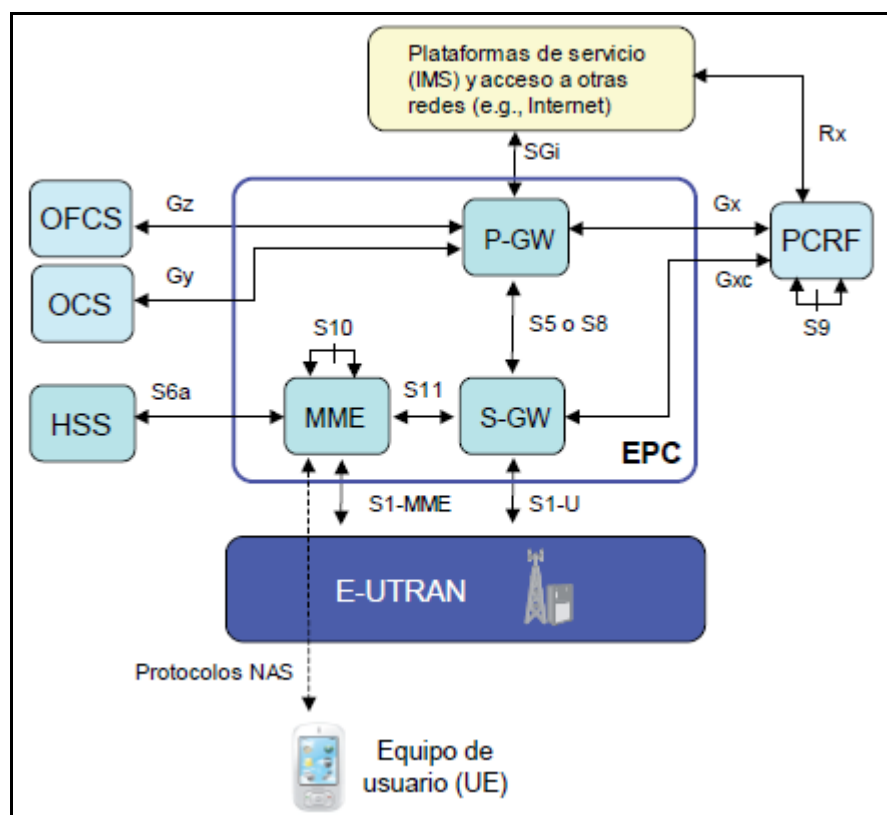 Plataformas de servicio
(IMS) y acceso a otras
redes (e.g., Internet)
SGi
Rx
OFCS
Gz
P-GW
Gx
PCRF
OCS
Gy
Gxc
S9
S5 o S8
S10
HSS
S6a
MME
S11
S-GW
EPC
S1-MME
S1-U
E-UTRAN
Protocolos NAS
Equipo de
usuario (UE)